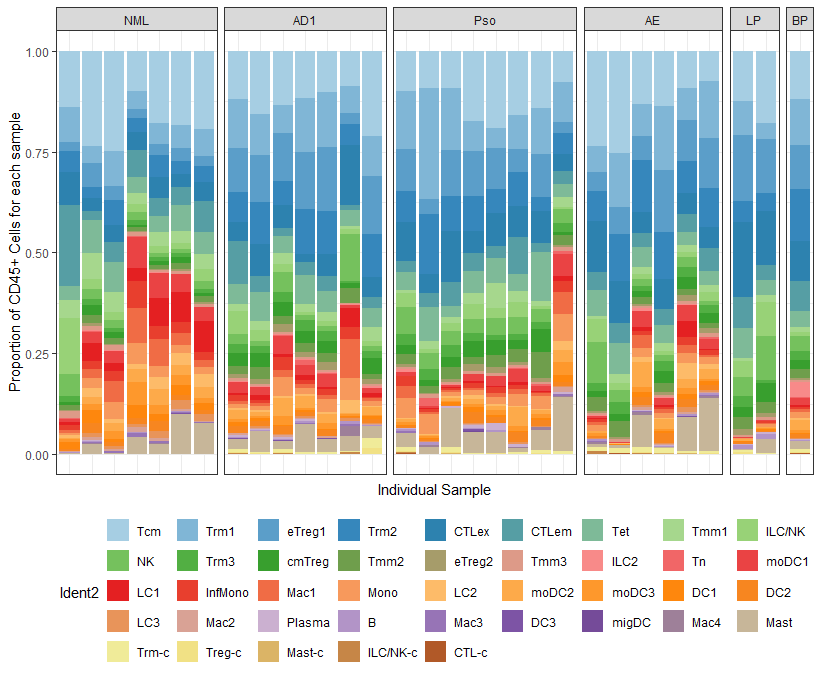 NML AD1 Pso AE LP BP
1.00
0.75
0.50
0.25
0.00
Proportion of CD45+ Cells for each sample
Individual Sample
Ident2
Tcm Trm1 eTreg1 Trm2 CTLex CTLem Tet Tmm1 ILC/NK
NK Trm3 cmTreg Tmm2 eTreg2 Tmm3 ILC2 Tn moDC1
LC1 InfMono Mac1 Mono LC2 moDC2 moDC3 DC1 DC2
LC3 Mac2 Plasma B Mac3 DC3 migDC Mac4 Mast
Trm-c Treg-c Mast-c ILC/NK-c CTL-c